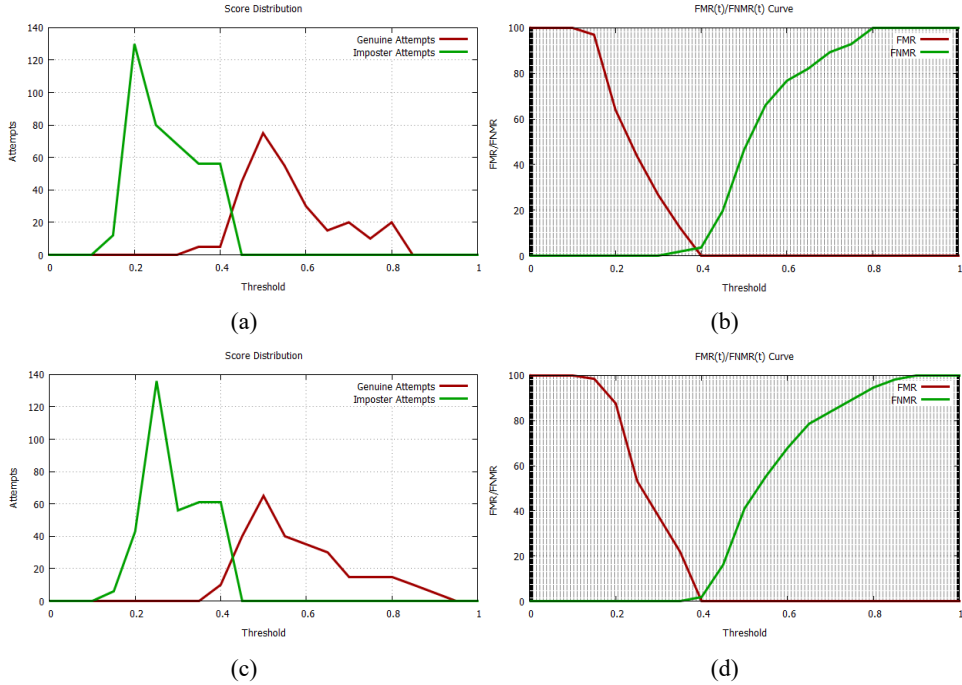 Score Distribution
Genuine Attempts
Imposter Attempts
Attempts
140
120
100
80
60
40
20
0
0 0.2 0.4 0.6 0.8 1
Threshold
(a)
FMR(t)/FNMR(t) Curve
FMR
FNMR
FMR/FNMR
100
80
60
40
20
0
0 0.2 0.4 0.6 0.8 1
Threshold
(b)
Score Distribution
Genuine Attempts
Imposter Attempts
Attempts
140
120
100
80
60
40
20
0
0 0.2 0.4 0.6 0.8 1
Threshold
(c)
FMR(t)/FNMR(t) Curve
FMR
FNMR
FMR/FNMR
100
80
60
40
20
0
0 0.2 0.4 0.6 0.8 1
Threshold
(d)